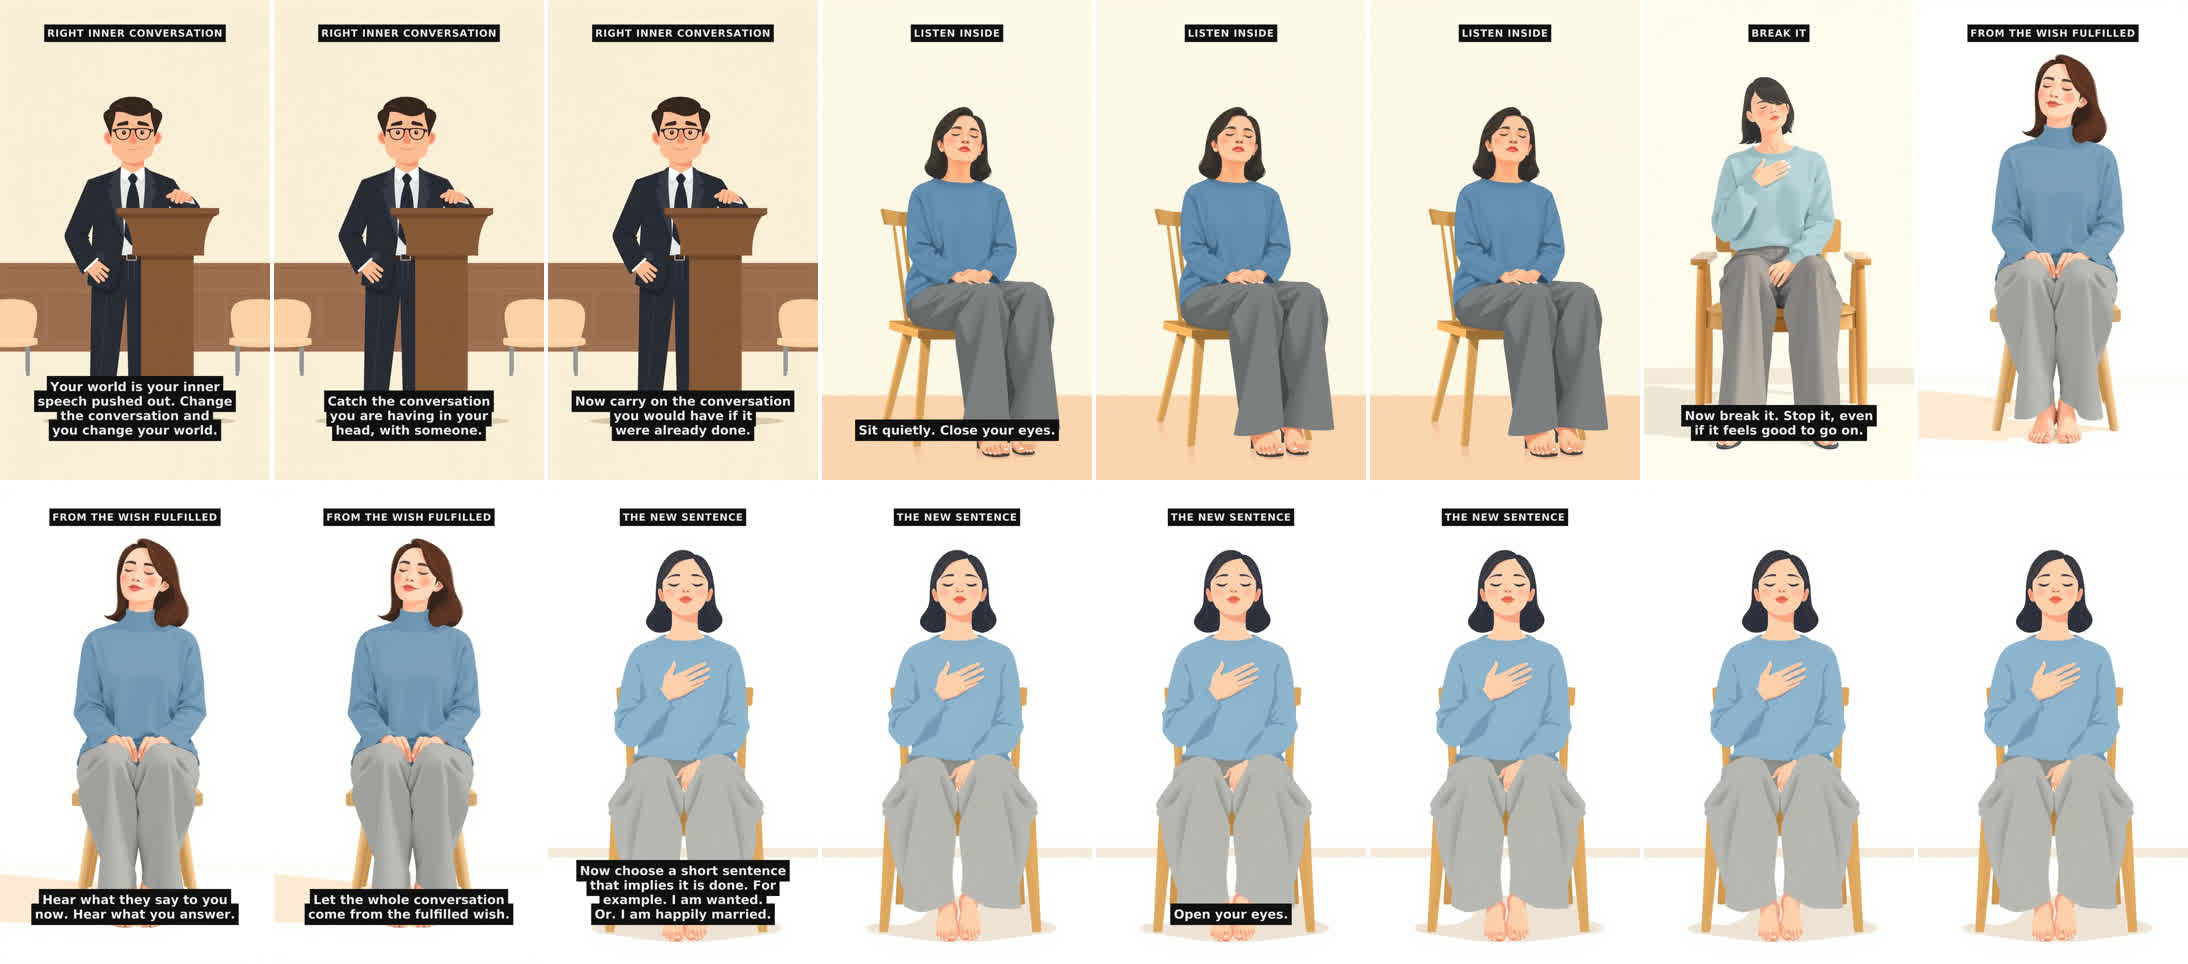 RIGHT INNER CONVERSATION
Your world is your inner
speech pushed out. Change
the conversation and
you change your world.
RIGHT INNER CONVERSATION
Catch the conversation
you are having in your
head, with someone.
RIGHT INNER CONVERSATION
Now carry on the conversation
you would have if it
were already done.
LISTEN INSIDE
Sit quietly. Close your eyes.
LISTEN INSIDE
LISTEN INSIDE
BREAK IT
Now break it. Stop it, even
if it feels good to go on.
FROM THE WISH FULFILLED
FROM THE WISH FULFILLED
Hear what they say to you
now. Hear what you answer.
FROM THE WISH FULFILLED
Let the whole conversation
come from the fulfilled wish.
THE NEW SENTENCE
Now choose a short sentence
that implies it is done. For
example. I am wanted.
Or. I am happily married.
THE NEW SENTENCE
THE NEW SENTENCE
Open your eyes.
THE NEW SENTENCE